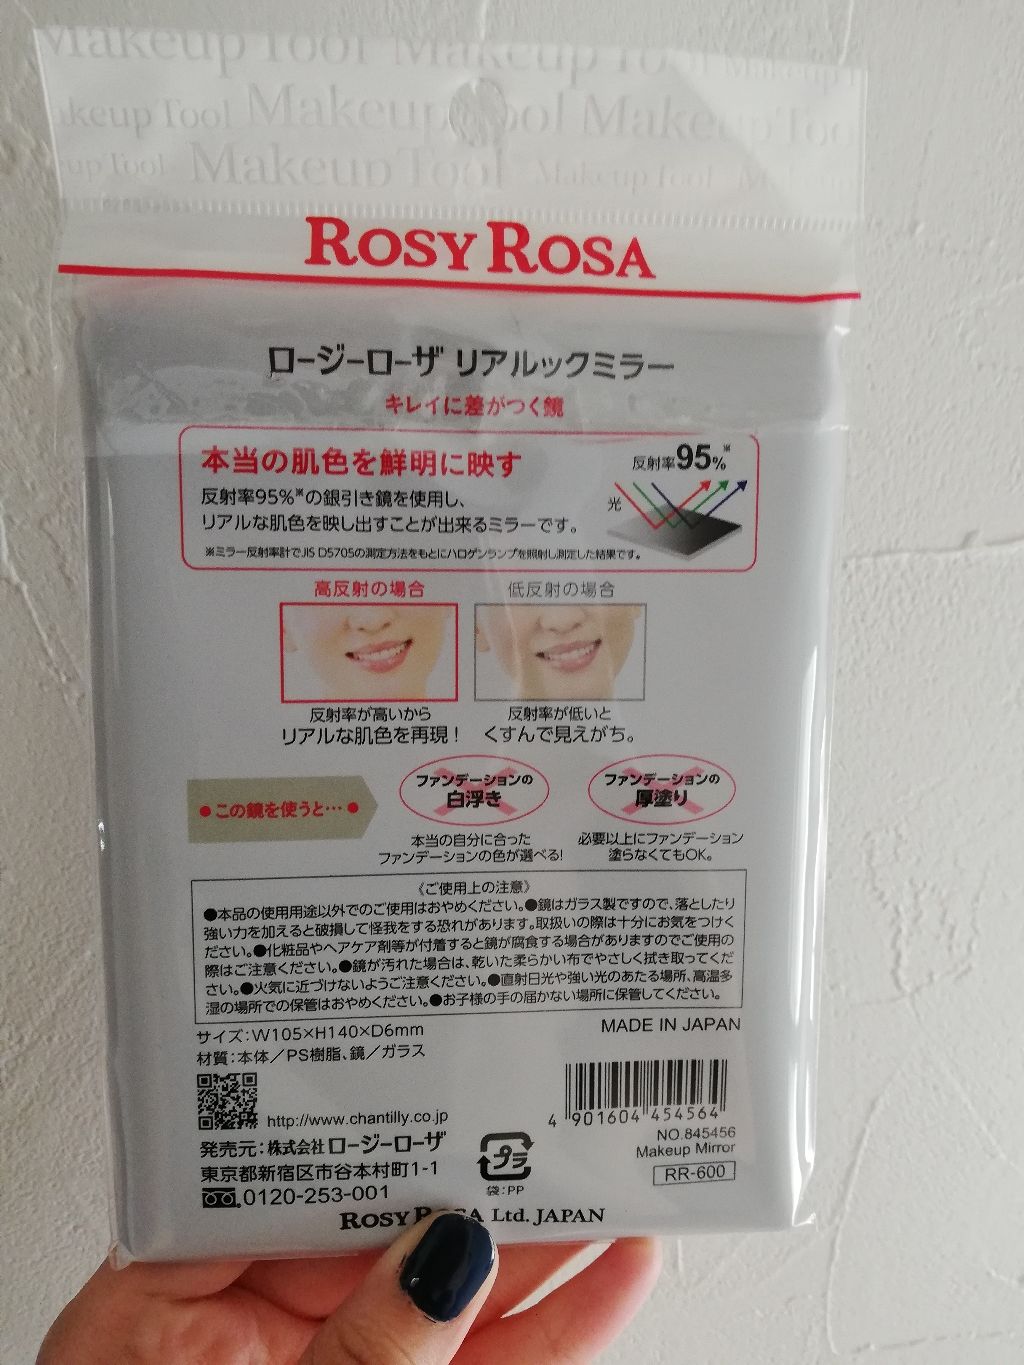 Makeup Tool Makeup Tool Makeup
akeup Tool Makeup Tool Makeup Too
up Tool Makeup Tool Makeup Tool
ROSY ROSA
ロージーローザ リアルックミラー
キレイに差がつく鏡
本当の肌色を鮮明に映す
反射率95%※
反射率95%※の銀引き鏡を使用し、
光
リアルな肌色を映し出すことが出来るミラーです。
※ミラー反射率計でJIS D5705の測定方法をもとにハロゲンランプを照射し測定した結果です。
高反射の場合
低反射の場合
反射率が高いから
リアルな肌色を再現!
反射率が低いと
くすんで見えがち。
●この鏡を使うと…●
ファンデーションの
白浮き
本当の自分に合った
ファンデーションの色が選べる!
ファンデーションの
厚塗り
必要以上にファンデーション
塗らなくてもOK。
《ご使用上の注意》
●本品の使用用途以外でのご使用はおやめください。●鏡はガラス製ですので、落としたり
強い力を加えると破損して怪我をする恐れがあります。取扱いの際は十分にお気をつけく
ださい。●化粧品やヘアケア剤等が付着すると鏡が腐食する場合がありますのでご使用の
際はご注意ください。●鏡が汚れた場合は、乾いた柔らかい布でやさしく拭き取ってくだ
さい。●火気に近づけないようご注意ください。●直射日光や強い光のあたる場所、高温多
湿の場所での保管はおやめください。●お子様の手の届かない場所に保管してください。
サイズ:W105×H140×D6mm
MADE IN JAPAN
材質:本体/PS樹脂、鏡/ガラス
http://www.chantilly.co.jp
4 901604 454564
NO.845456
Makeup Mirror
RR-600
発売元:株式会社ロージーローザ
東京都新宿区市谷本村町1-1
0120-253-001
プラ
袋:PP
ROSY ROSA Ltd. JAPAN